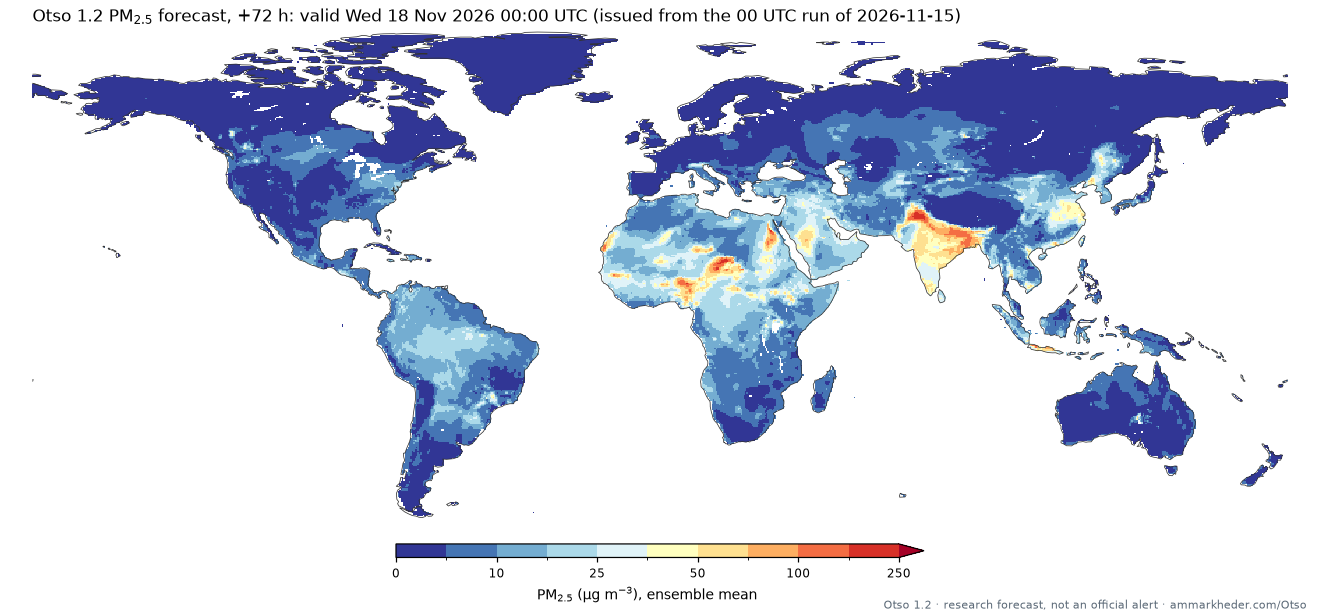 Otso 1.2 PM₂.₅ forecast, +72 h: valid Wed 18 Nov 2026 00:00 UTC (issued from the 00 UTC run of 2026-11-15)
0 10 25 50 100 250
PM₂.₅ (µg m⁻³), ensemble mean
Otso 1.2 · research forecast, not an official alert · ammarkheder.com/Otso